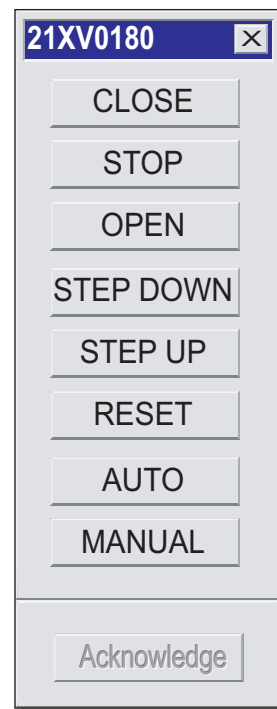 21XV0180
CLOSE
STOP
OPEN
STEP DOWN
STEP UP
RESET
AUTO
MANUAL
Acknowledge